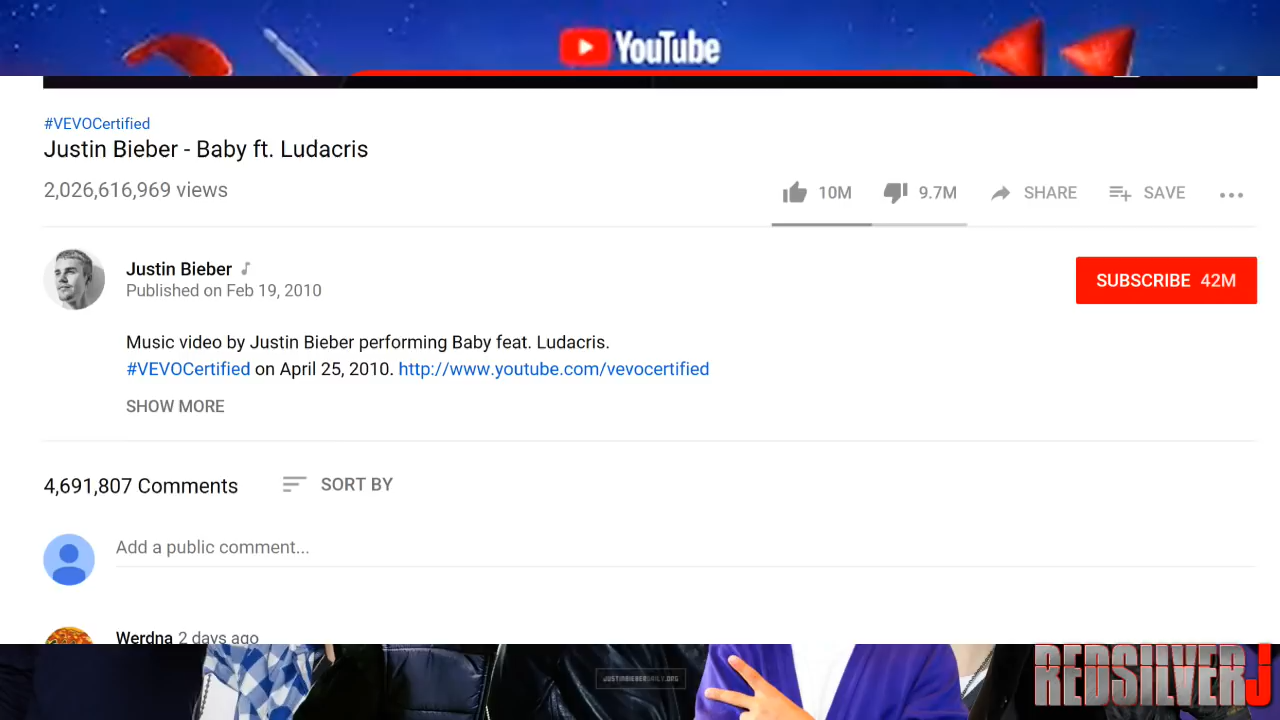 YouTube
#VEVOCertified
Justin Bieber - Baby ft. Ludacris
2,026,616,969 views
10M 9.7M SHARE SAVE
Justin Bieber
Published on Feb 19, 2010
SUBSCRIBE 42M
Music video by Justin Bieber performing Baby feat. Ludacris.
#VEVOCertified on April 25, 2010. http://www.youtube.com/vevocertified
SHOW MORE
4,691,807 Comments SORT BY
Add a public comment...
Werdna 2 days ago
JUSTINBIEBERDAILY.ORG
REDSILVERJ